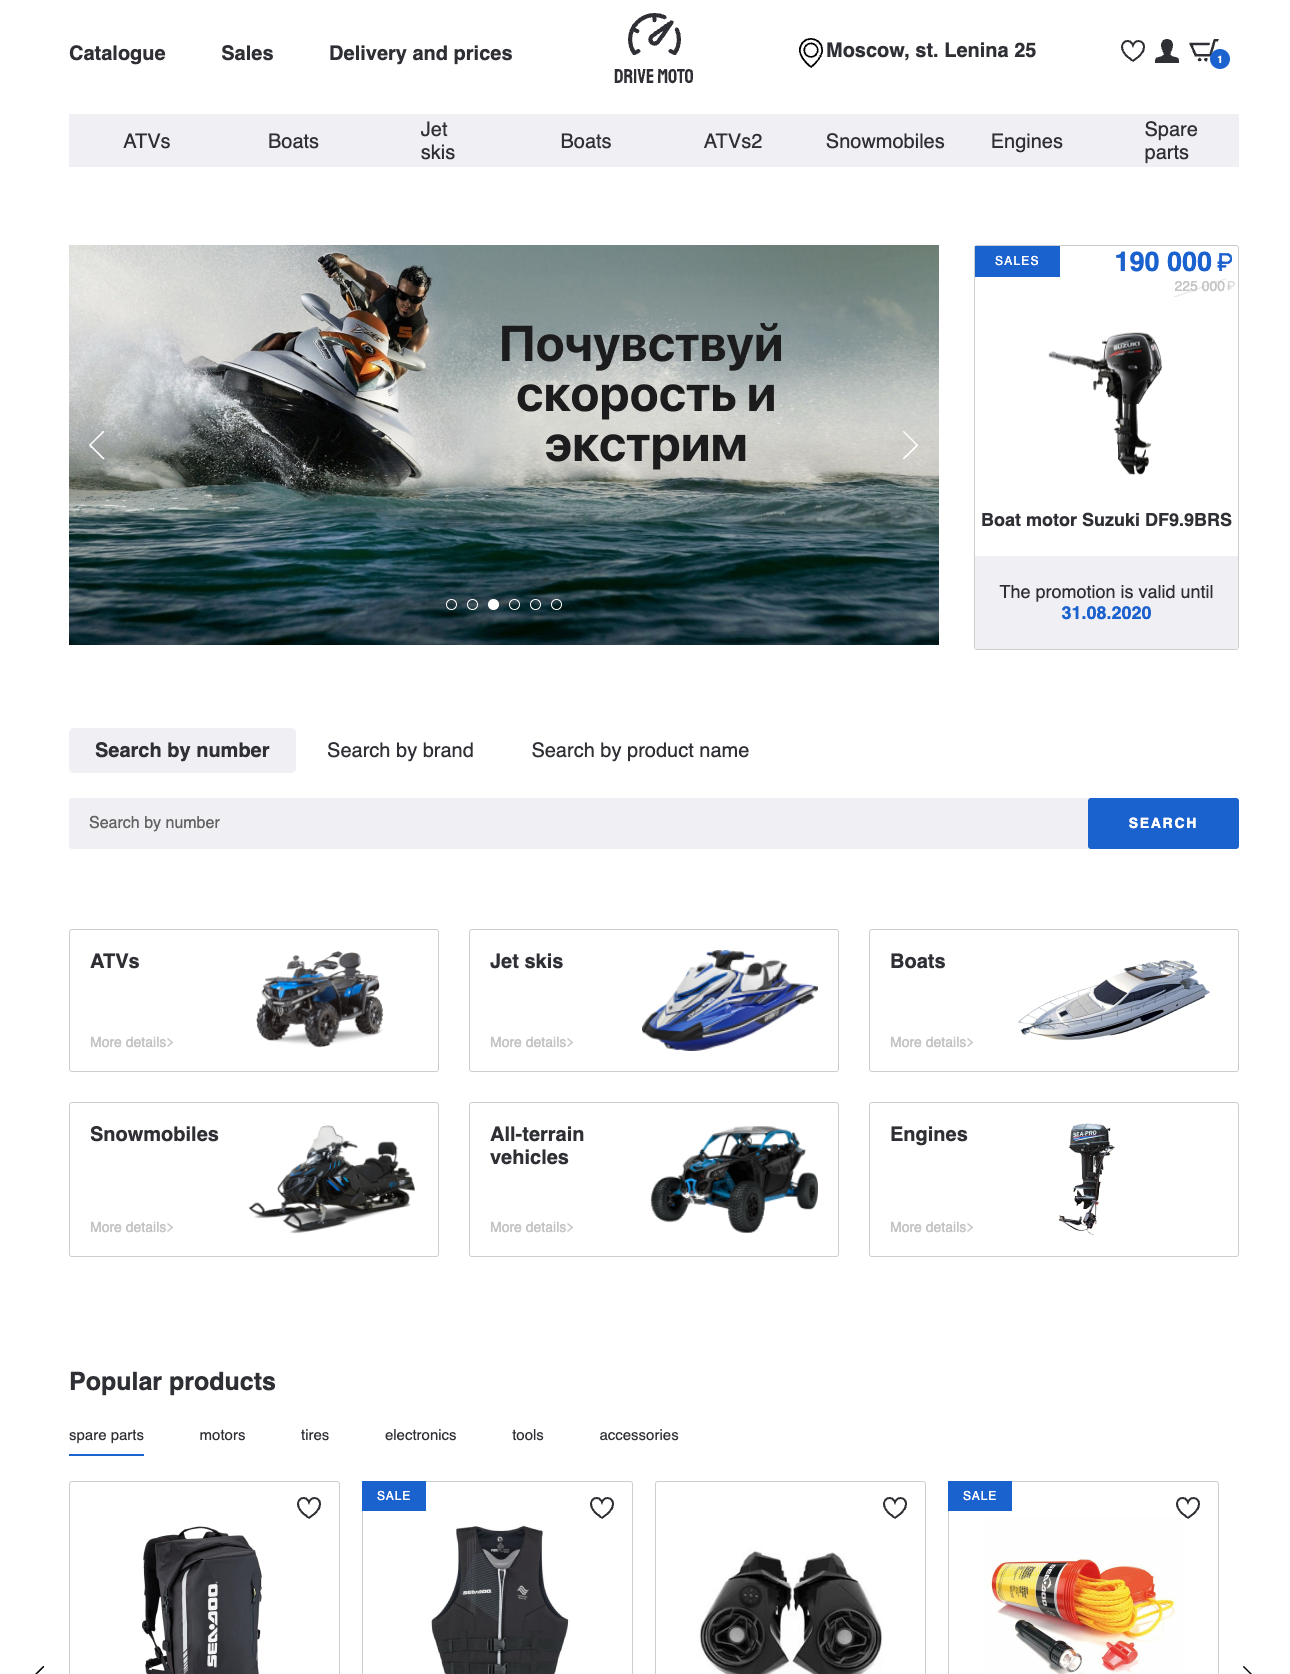 Catalogue
Sales
Delivery and prices
DRIVE MOTO
Moscow, st. Lenina 25
1
ATVs
Boats
Jet
skis
Boats
ATVs2
Snowmobiles
Engines
Spare
parts
Почувствуй
скорость и
экстрим
SALES
190 000 ₽
225 000 ₽
SUZUKI
Boat motor Suzuki DF9.9BRS
The promotion is valid until
31.08.2020
Search by number
Search by brand
Search by product name
Search by number
SEARCH
ATVs
More details>
Jet skis
More details>
Boats
More details>
Snowmobiles
More details>
All-terrain
vehicles
More details>
Engines
SEA-PRO
More details>
Popular products
spare parts
motors
tires
electronics
tools
accessories
SEADOO
SALE
SEADOO
SALE
SEADOO